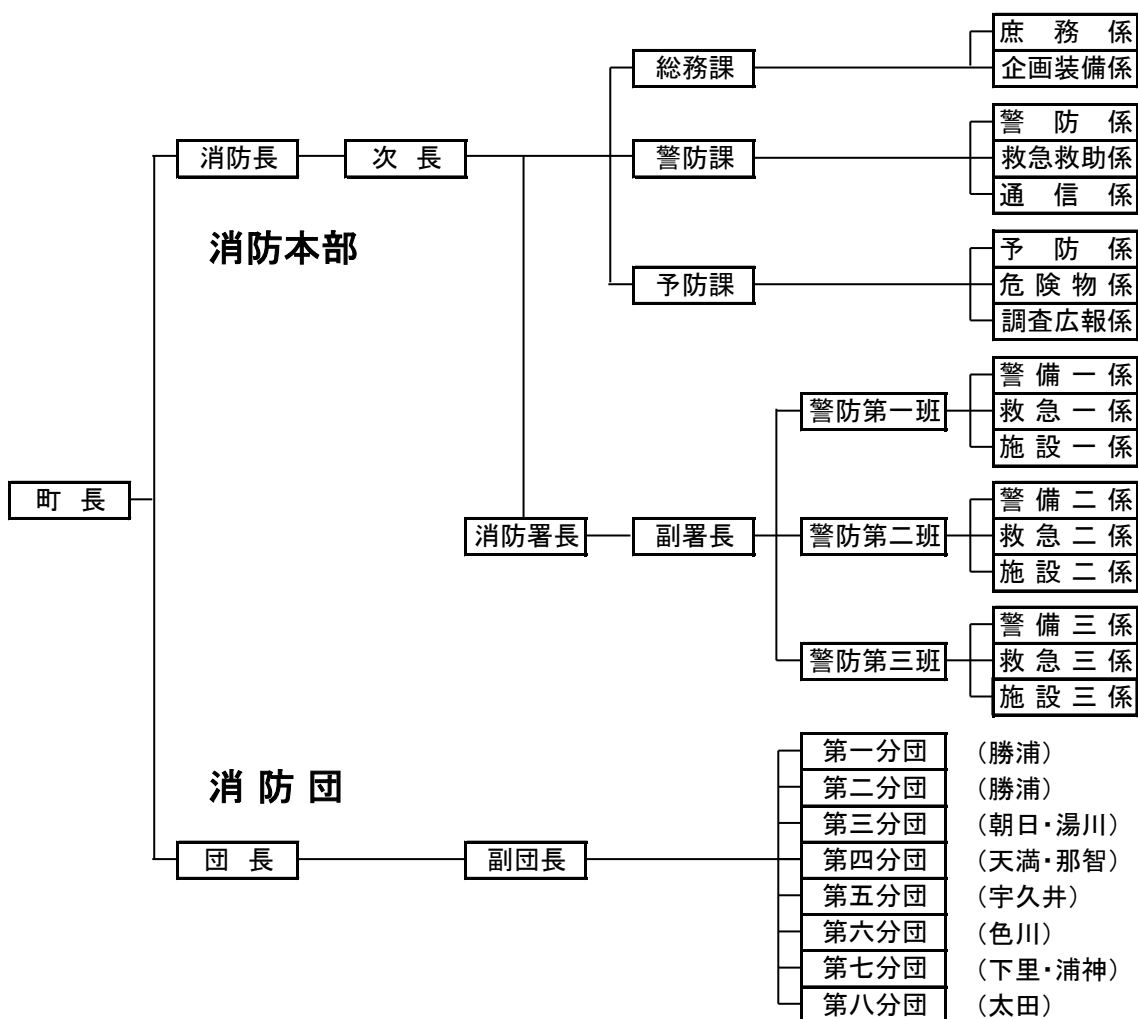 庶務係
総務課
企画装備係
警防係
消防長 次長 警防課 救急救助係
通信係
消防本部
予防係
予防課 危険物係
調査広報係
警備一係
警防第一班 救急一係
施設一係
町長
警備二係
消防署長 副署長 警防第二班 救急二係
施設二係
警備三係
警防第三班 救急三係
施設三係
消防団
第一分団 (勝浦)
第二分団 (勝浦)
第三分団 (朝日・湯川)
団長 副団長 第四分団 (天満・那智)
第五分団 (宇久井)
第六分団 (色川)
第七分団 (下里・浦神)
第八分団 (太田)